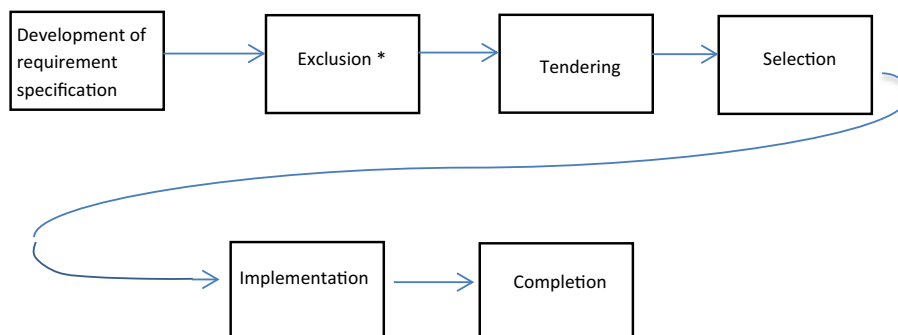 Development of
requirement
specification
Exclusion *
Tendering
Selection
Implementation
Completion